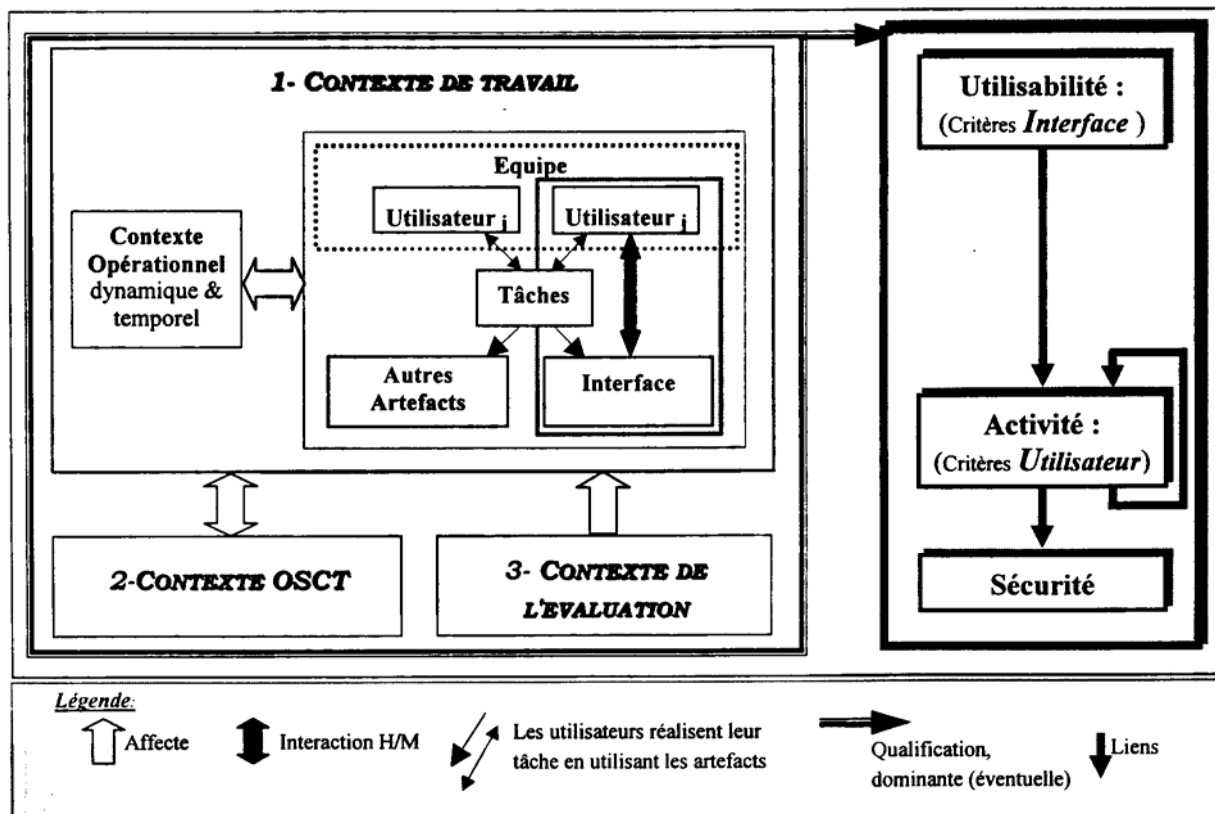 1- CONTEXTE DE TRAVAIL
Equipe
Utilisateur i
Utilisateur j
Contexte
Opérationnel
dynamique &
temporel
Tâches
Autres
Artefacts
Interface
2-CONTEXTE OSCT
3- CONTEXTE DE
L'EVALUATION
Utilisabilité :
(Critères Interface )
Activité :
(Critères Utilisateur)
Sécurité
Légende:
Affecte
Interaction H/M
Les utilisateurs réalisent leur
tâche en utilisant les artefacts
Qualification,
dominante (éventuelle)
Liens